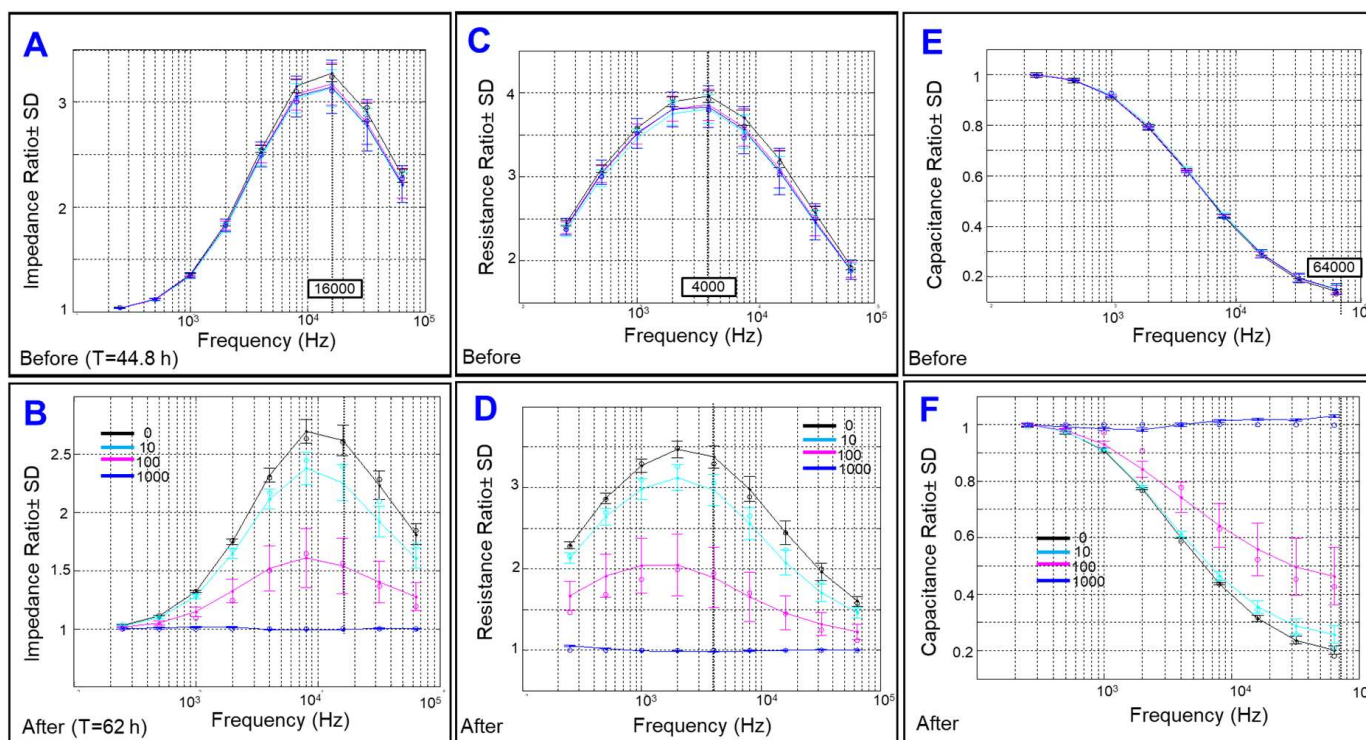 A
Impedance Ratio± SD
3
2
1
16000
10³
10⁴
10⁵
Frequency (Hz)
Before (T=44.8 h)
C
Resistance Ratio± SD
4
3
2
4000
10³
10⁴
10⁵
Frequency (Hz)
Before
E
Capacitance Ratio± SD
1
0.8
0.6
0.4
0.2
64000
10³
10⁴
Frequency (Hz)
Before
B
Impedance Ratio± SD
2.5
2
1.5
1
0
10
100
1000
10³
10⁴
10⁵
Frequency (Hz)
After (T=62 h)
D
Resistance Ratio± SD
3
2
1
0
10
100
1000
10³
10⁴
10⁵
Frequency (Hz)
After
F
Capacitance Ratio± SD
1
0.8
0.6
0.4
0.2
0
10
100
1000
10³
10⁴
Frequency (Hz)
After